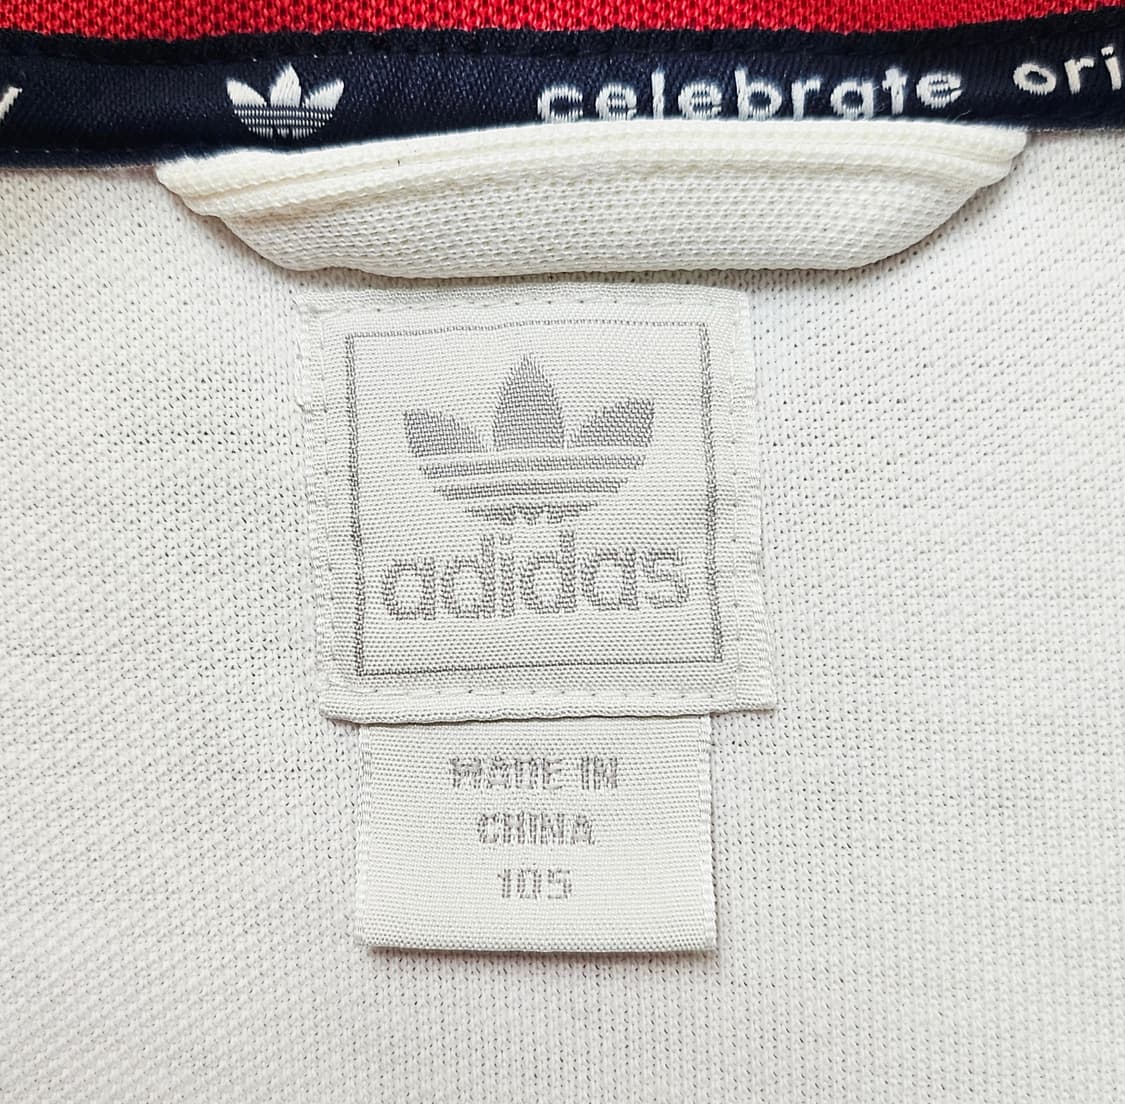 celebrate ori
adidas
MADE IN
CHINA
105